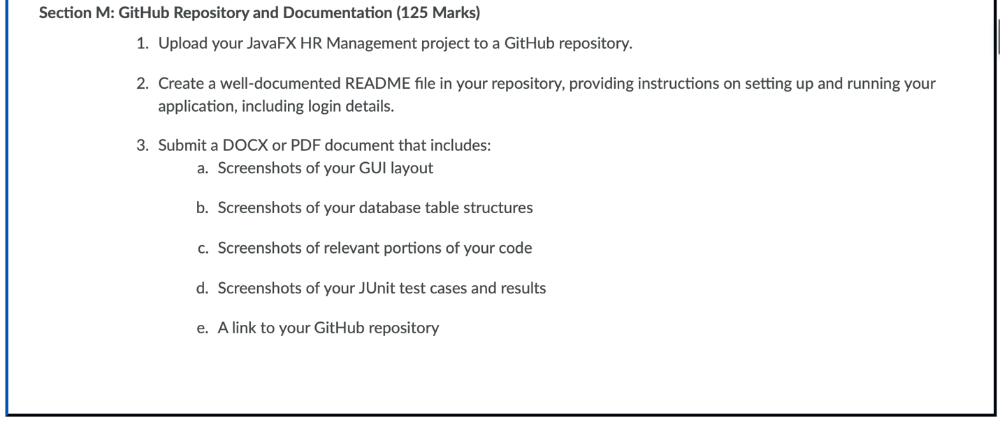 Section M: GitHub Repository and Documentation (125 Marks)
1. Upload your JavaFX HR Management project to a GitHub repository.
2. Create a well-documented README file in your repository, providing instructions on setting up and running your
application, including login details.
3. Submit a DOCX or PDF document that includes:
a. Screenshots of your GUI layout
b. Screenshots of your database table structures
c. Screenshots of relevant portions of your code
d. Screenshots of your JUnit test cases and results
e. A link to your GitHub repository